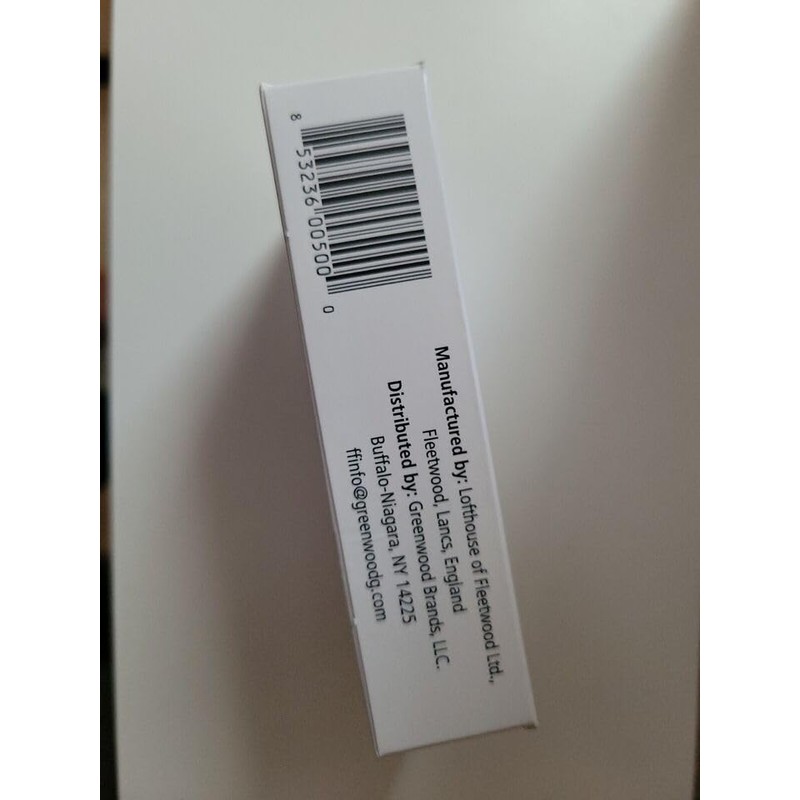 8 53236 00500 0
Manufactured by: Lofthouse of Fleetwood Ltd.,
Fleetwood, Lancs, England
Distributed by: Greenwood Brands, LLC.
Buffalo-Niagara, NY 14225
ffinfo@greenwoodg.com